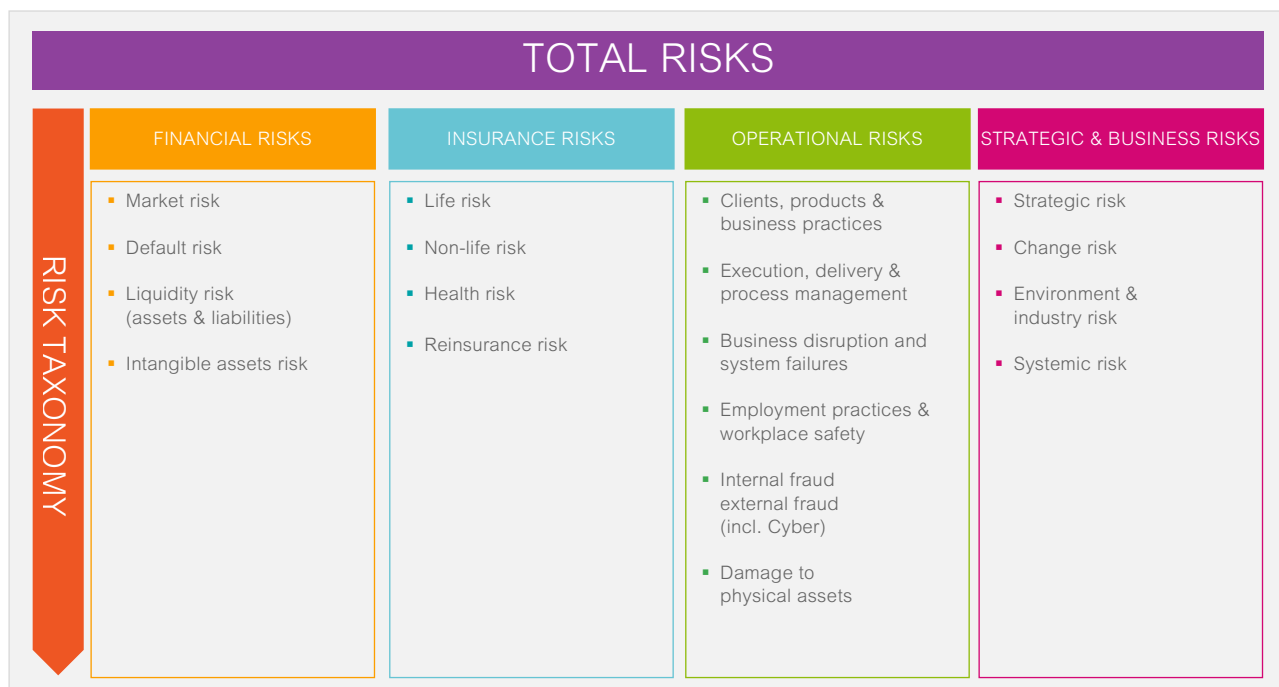 TOTAL RISKS
RISK TAXONOMY
FINANCIAL RISKS
▪ Market risk
▪ Default risk
▪ Liquidity risk
(assets & liabilities)
▪ Intangible assets risk
INSURANCE RISKS
▪ Life risk
▪ Non-life risk
▪ Health risk
▪ Reinsurance risk
OPERATIONAL RISKS
▪ Clients, products &
business practices
▪ Execution, delivery &
process management
▪ Business disruption and
system failures
▪ Employment practices &
workplace safety
▪ Internal fraud
external fraud
(incl. Cyber)
▪ Damage to
physical assets
STRATEGIC & BUSINESS RISKS
▪ Strategic risk
▪ Change risk
▪ Environment &
industry risk
▪ Systemic risk